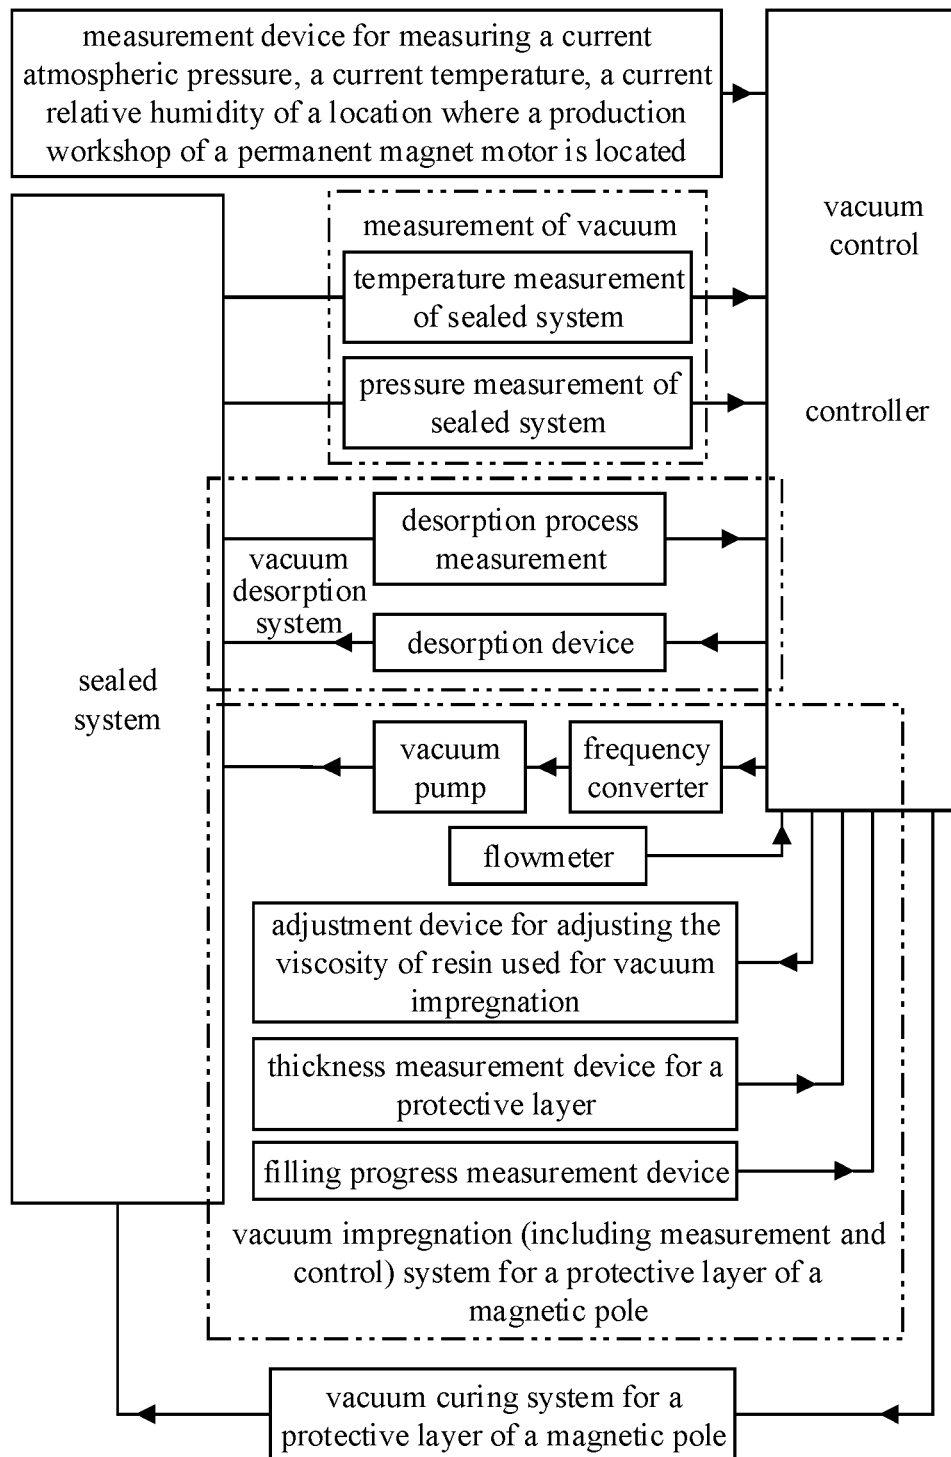 measurement device for measuring a current
atmospheric pressure, a current temperature, a current
relative humidity of a location where a production
workshop of a permanent magnet motor is located
vacuum
control
controller
measurement of vacuum
temperature measurement
of sealed system
pressure measurement of
sealed system
desorption process
measurement
vacuum
desorption
system
desorption device
sealed
system
vacuum
pump
frequency
converter
flowmeter
adjustment device for adjusting the
viscosity of resin used for vacuum
impregnation
thickness measurement device for a
protective layer
filling progress measurement device
vacuum impregnation (including measurement and
control) system for a protective layer of a
magnetic pole
vacuum curing system for a
protective layer of a magnetic pole